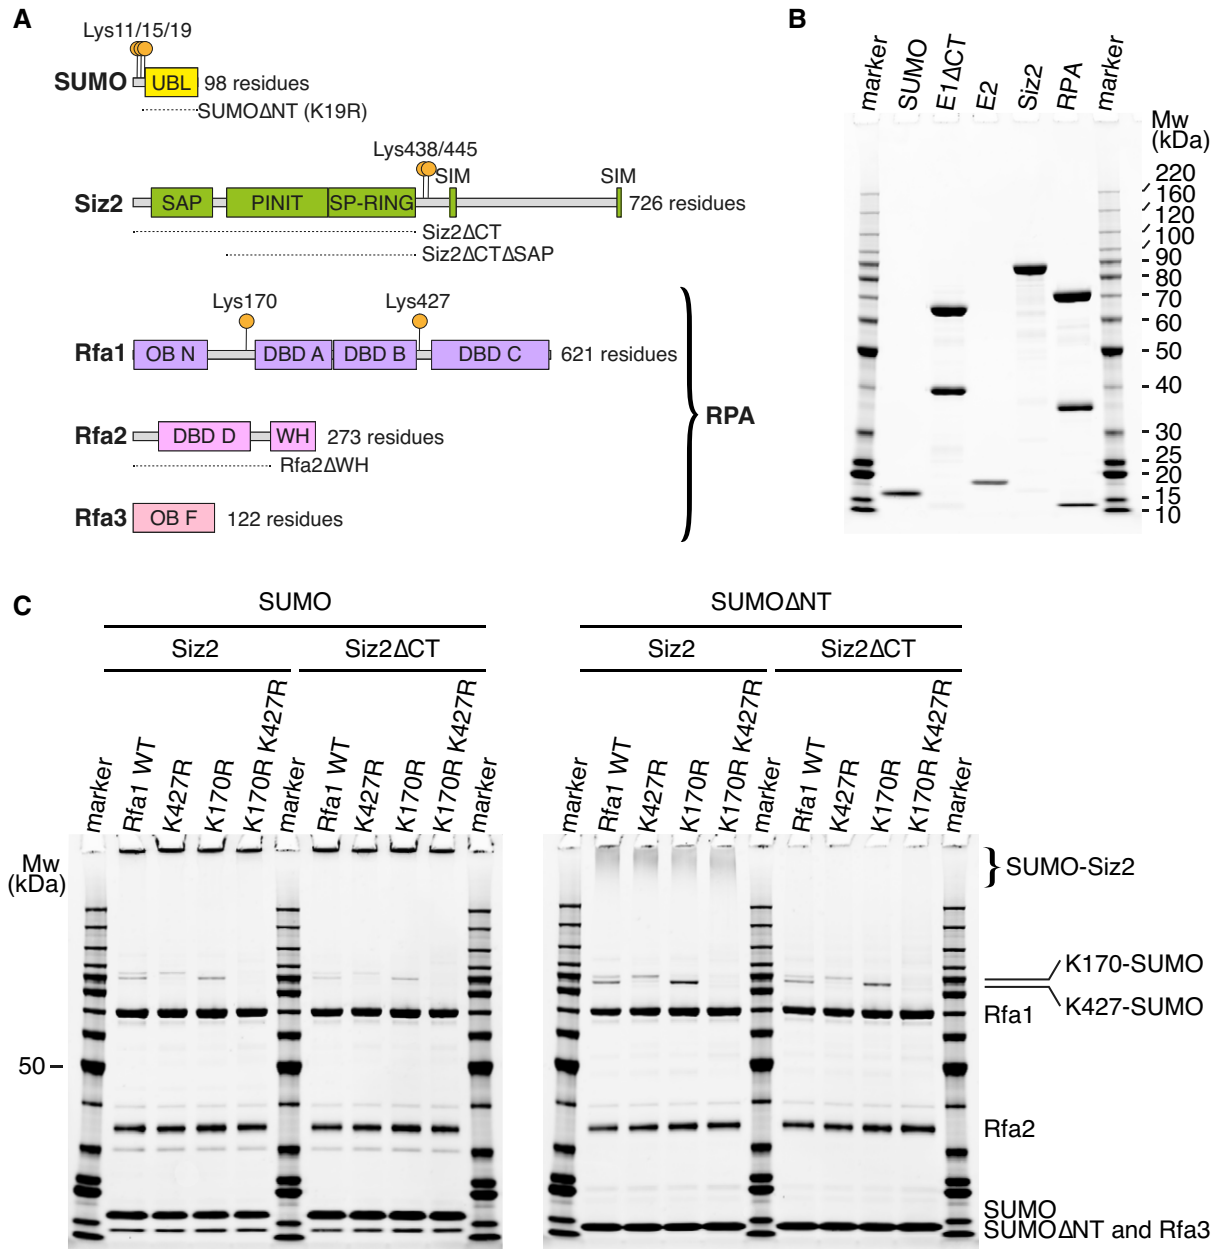 A
Lys11/15/19
SUMO UBL 98 residues
SUMOΔNT (K19R)
Lys438/445
SIM SIM
Siz2 SAP PINIT SP-RING 726 residues
Siz2ΔCT
Siz2ΔCTΔSAP
Lys170 Lys427
Rfa1 OB N DBD A DBD B DBD C 621 residues
RPA
Rfa2 DBD D WH 273 residues
Rfa2ΔWH
Rfa3 OB F 122 residues
B
marker SUMO E1ΔCT E2 Siz2 RPA marker
Mw
(kDa)
220
160
120
100
90
80
70
60
50
40
30
25
20
15
10
C
SUMO SUMOΔNT
Siz2 Siz2ΔCT Siz2 Siz2ΔCT
marker Rfa1 WT K427R K170R K170R K427R marker Rfa1 WT K427R K170R K170R K427R marker
marker Rfa1 WT K427R K170R K170R K427R marker Rfa1 WT K427R K170R K170R K427R marker
Mw
(kDa)
50
SUMO-Siz2
K170-SUMO
K427-SUMO
Rfa1
Rfa2
SUMO
SUMOΔNT and Rfa3